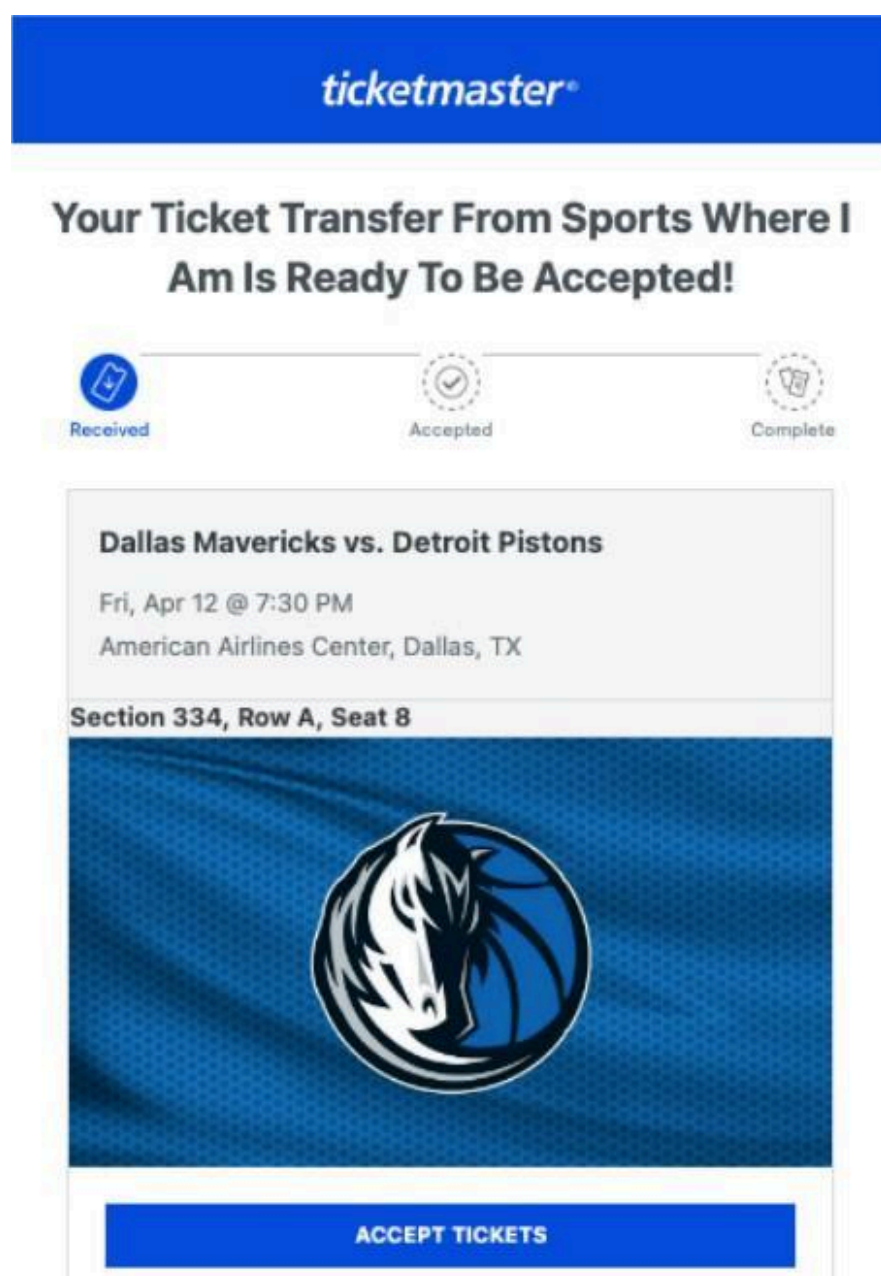 ticketmaster®
Your Ticket Transfer From Sports Where I
Am Is Ready To Be Accepted!
Received Accepted Complete
Dallas Mavericks vs. Detroit Pistons
Fri, Apr 12 @ 7:30 PM
American Airlines Center, Dallas, TX
Section 334, Row A, Seat 8
M
ACCEPT TICKETS